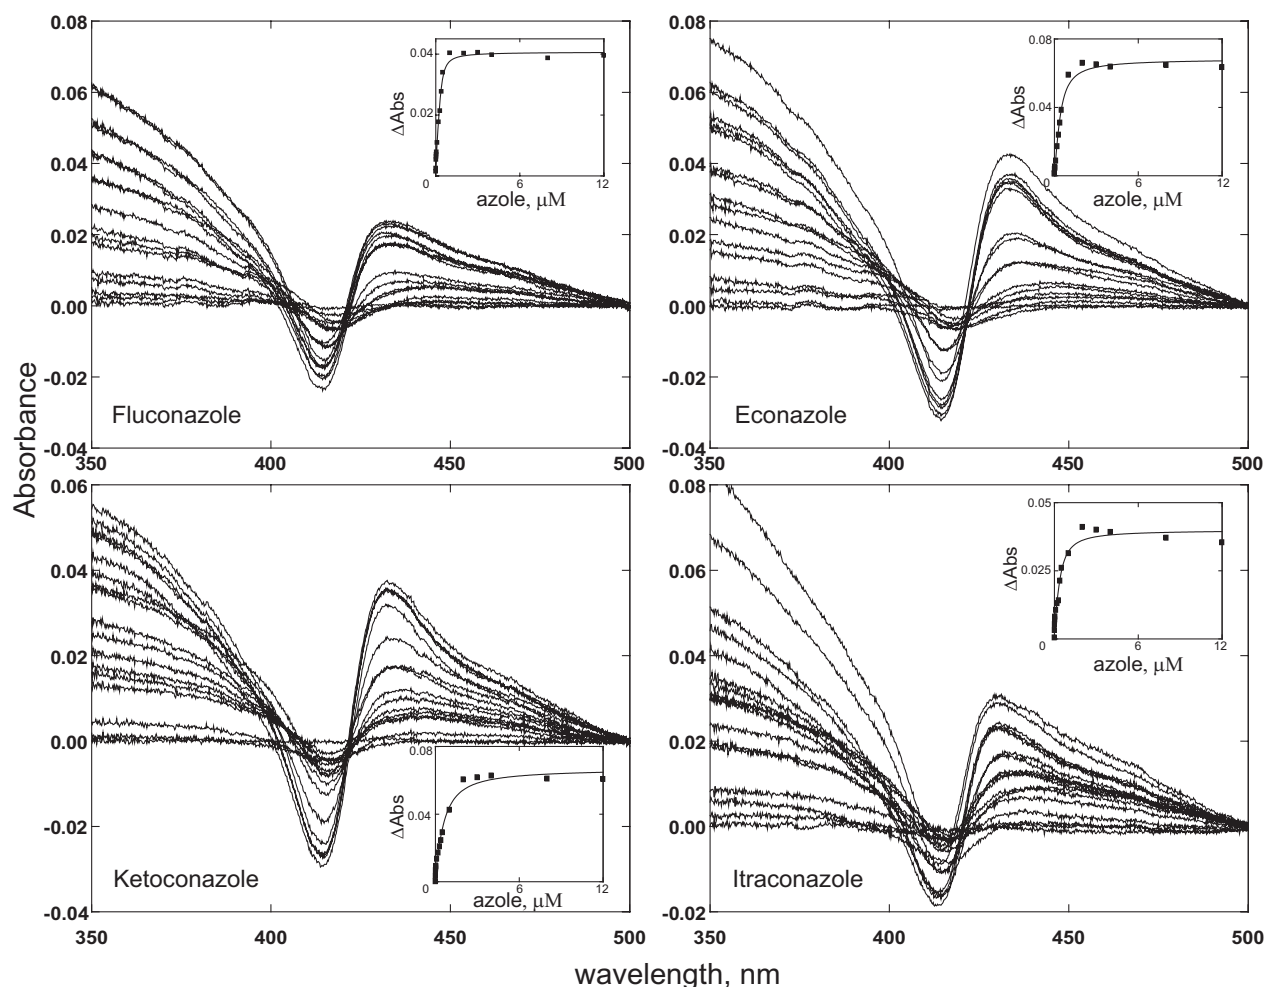 0.08
0.06
0.04
0.02
0.00
-0.02
-0.04
350 400 450 500
Fluconazole
0.04
0.02
0 6 12
ΔAbs
azole, μM
0.08
0.06
0.04
0.02
0.00
-0.02
-0.04
350 400 450 500
Econazole
0.08
0.04
0 6 12
ΔAbs
azole, μM
Absorbance
0.06
0.04
0.02
0.00
-0.02
-0.04
350 400 450 500
Ketoconazole
0.08
0.04
0 6 12
ΔAbs
azole, μM
0.08
0.06
0.04
0.02
0.00
-0.02
350 400 450 500
Itraconazole
0.05
0.025
0 6 12
ΔAbs
azole, μM
wavelength, nm